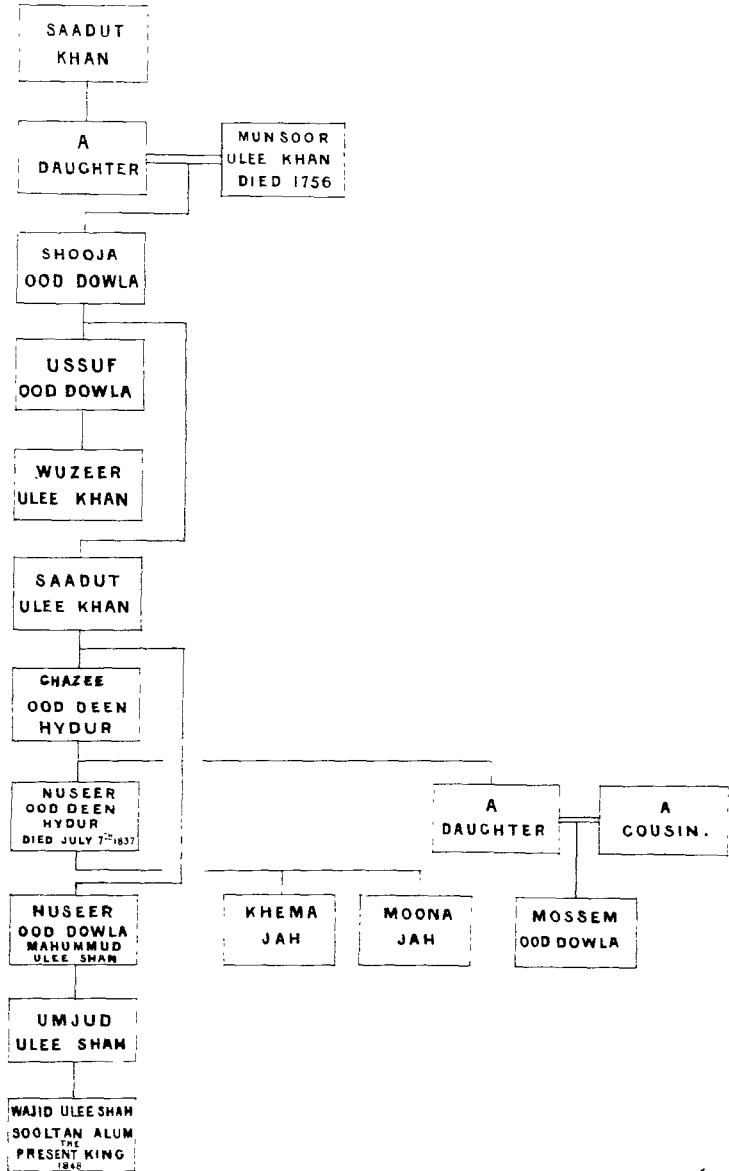 SAADUT
KHAN
A
DAUGHTER
MUNSOOR
ULEE KHAN
DIED 1756
SHOOJA
OOD DOWLA
USSUF
OOD DOWLA
WUZEER
ULEE KHAN
SAADUT
ULEE KHAN
GHAZEE
OOD DEEN
HYDUR
NUSEER
OOD DEEN
HYDUR
DIED JULY 7TH 1837
A
DAUGHTER
A
COUSIN.
NUSEER
OOD DOWLA
MAHUMMUD
ULEE SHAH
KHEMA
JAH
MOONA
JAH
MOSSEM
OOD DOWLA
UMJUD
ULEE SHAH
WAJID ULEE SHAH
SOOLTAN ALUM
THE
PRESENT KING
1848